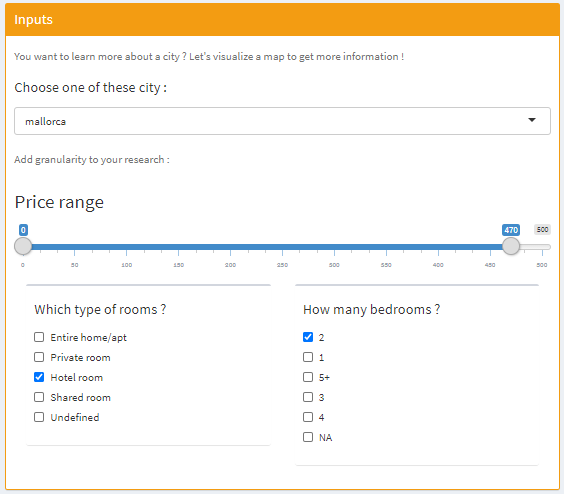 Inputs
You want to learn more about a city ? Let's visualize a map to get more information !
Choose one of these city :
mallorca
Add granularity to your research :
Price range
0 470 500
0 50 100 150 200 250 300 350 400 450 500
Which type of rooms ?
Entire home/apt
Private room
Hotel room
Shared room
Undefined
How many bedrooms ?
2
1
5+
3
4
NA